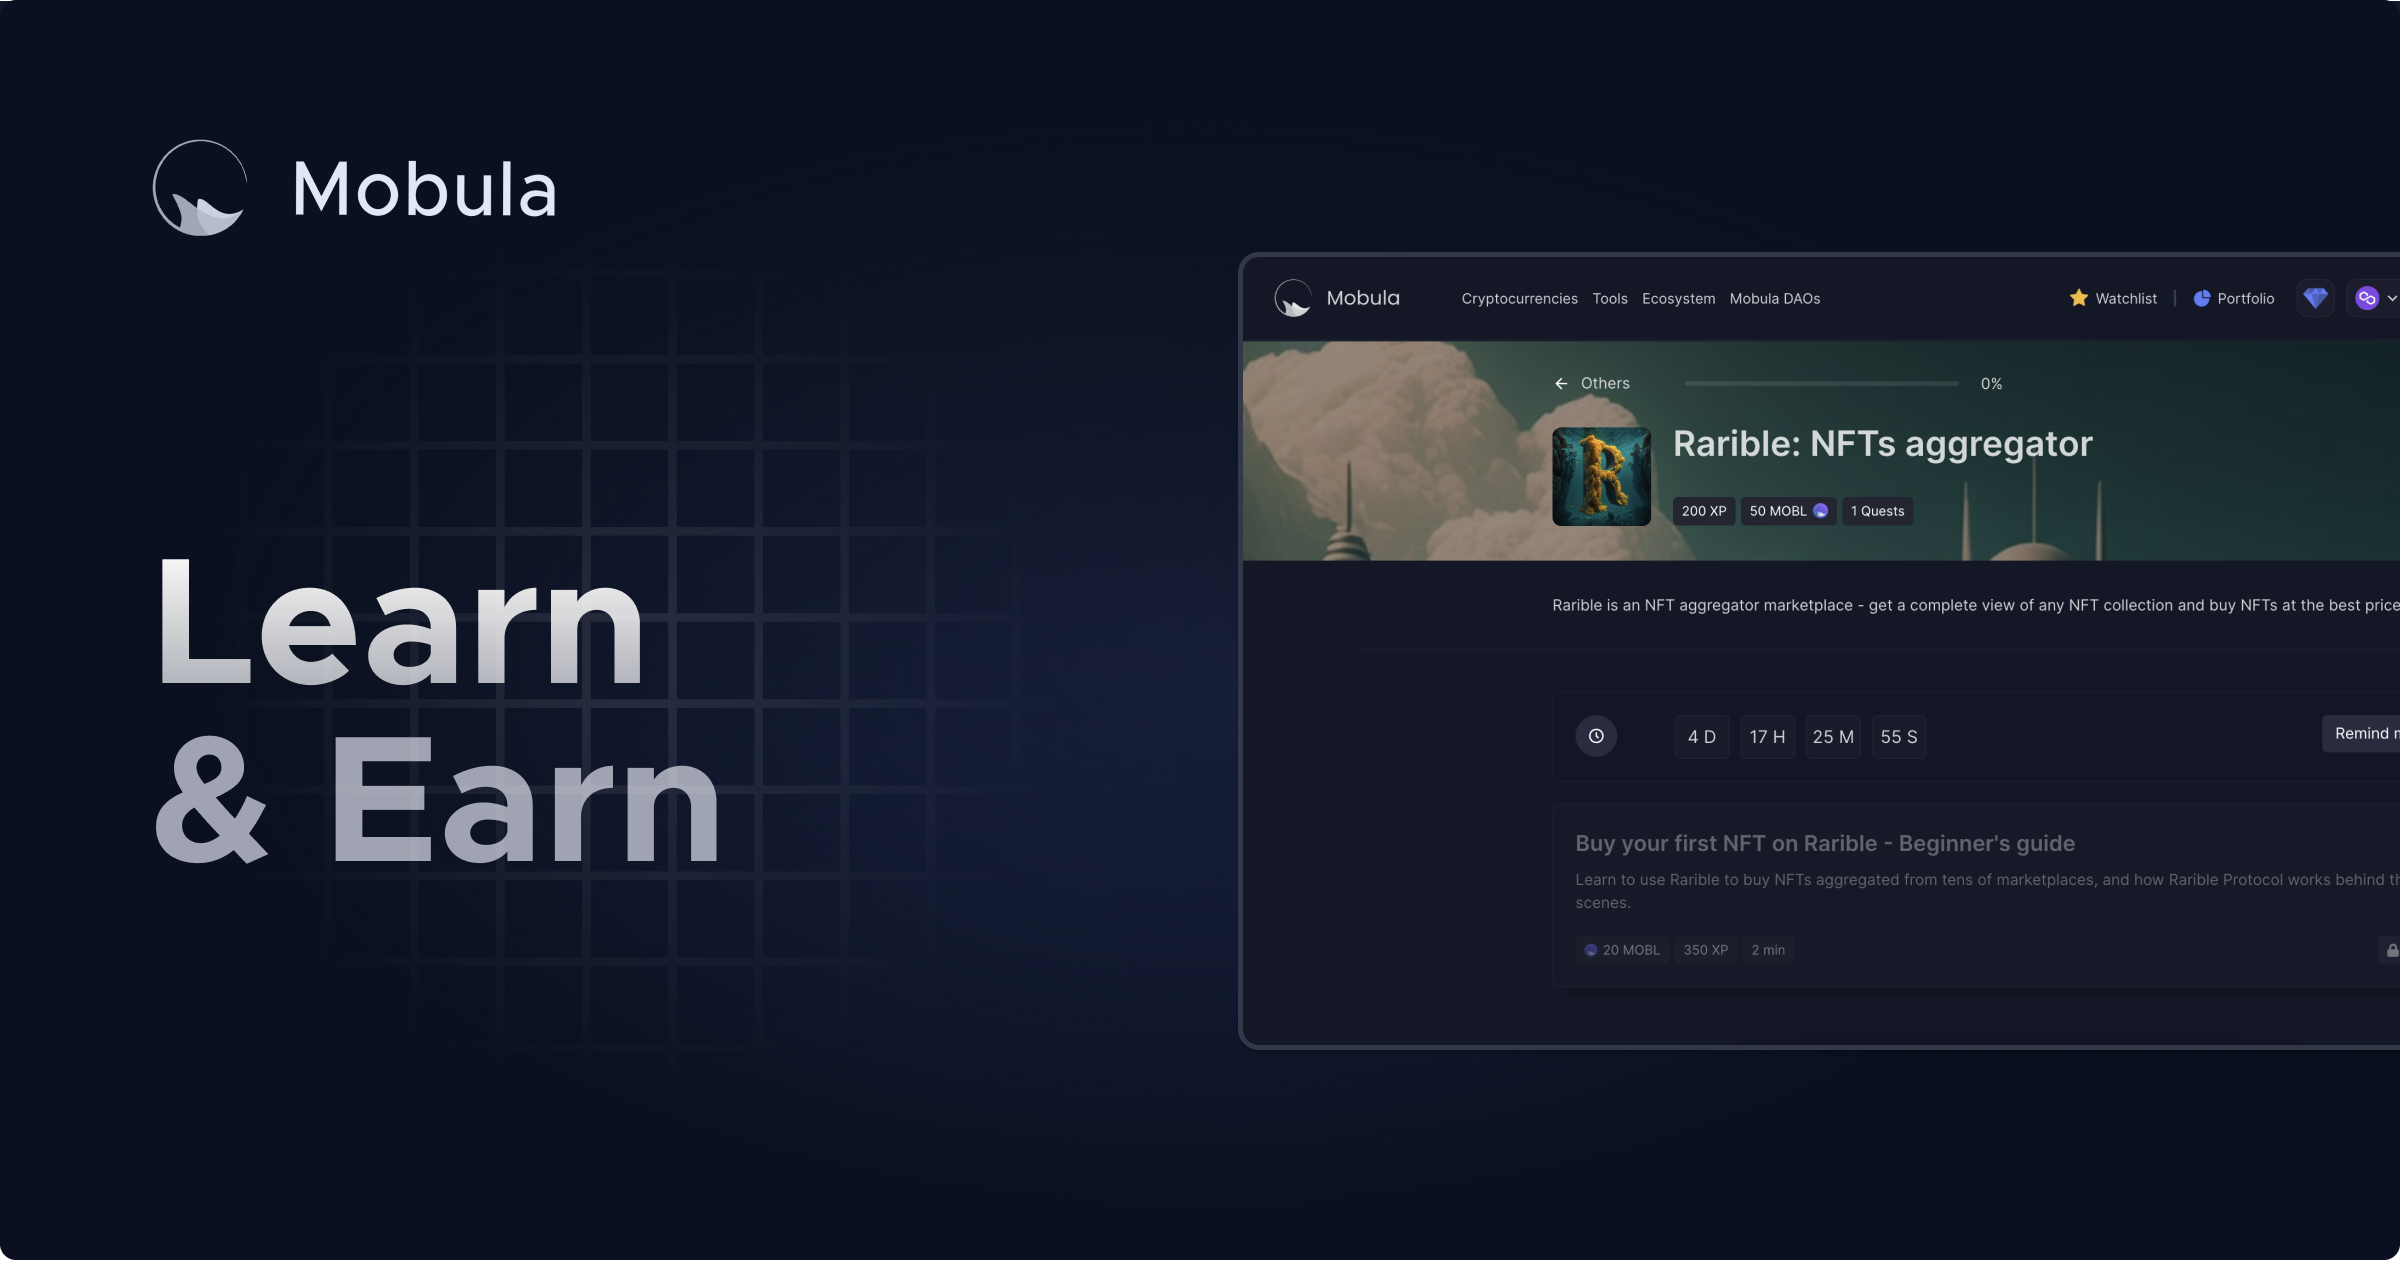 Mobula
Learn
& Earn
Mobula
Cryptocurrencies Tools Ecosystem Mobula DAOs
Watchlist | Portfolio
Others
0%
Rarible: NFTs aggregator
200 XP 50 MOBL 1 Quests
Rarible is an NFT aggregator marketplace - get a complete view of any NFT collection and buy NFTs at the best price
4 D 17 H 25 M 55 S
Remind
Buy your first NFT on Rarible - Beginner's guide
Learn to use Rarible to buy NFTs aggregated from tens of marketplaces, and how Rarible Protocol works behind
scenes.
20 MOBL 350 XP 2 min